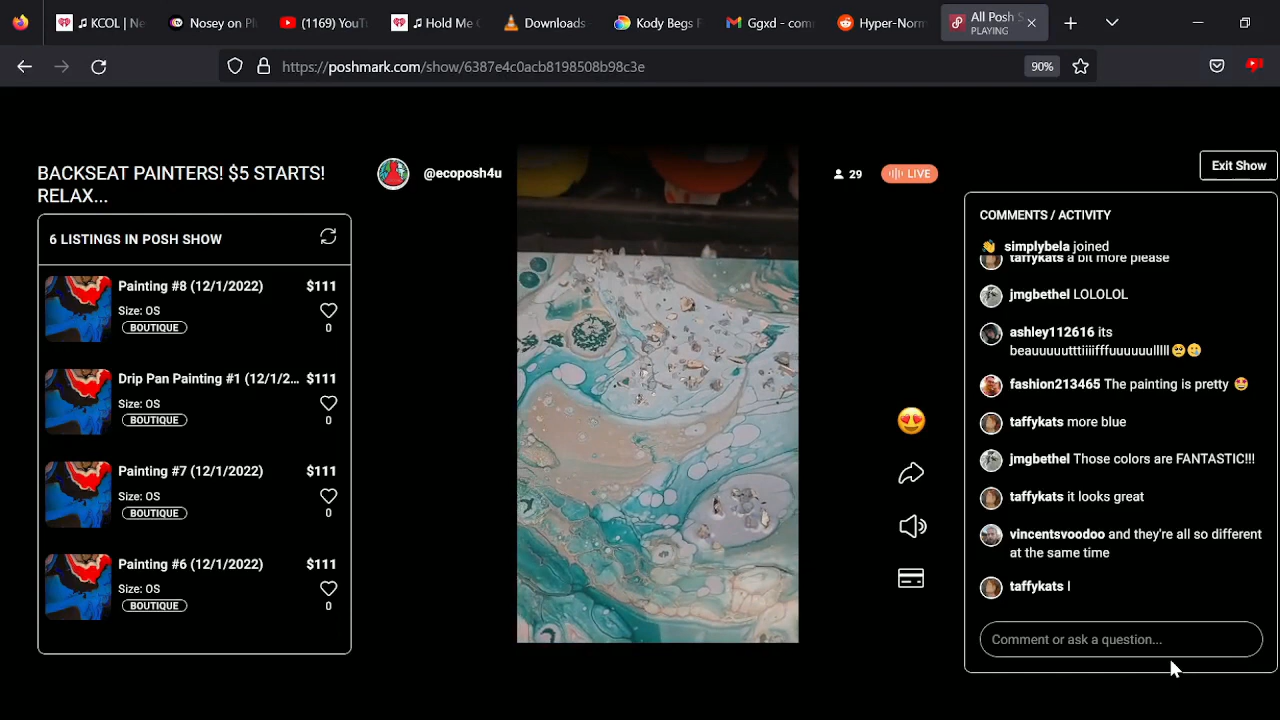 KCOL | Ne
Nosey on Pl
(1169) YouT
Hold Me
Downloads
Kody Begs F
Ggxd - com
Hyper-Norm
All Posh S
PLAYING
https://poshmark.com/show/6387e4c0acb8198508b98c3e
90%
BACKSEAT PAINTERS! $5 STARTS!
RELAX...
6 LISTINGS IN POSH SHOW
Painting #8 (12/1/2022) $111
Size: OS
BOUTIQUE 0
Drip Pan Painting #1 (12/1/2... $111
Size: OS
BOUTIQUE 0
Painting #7 (12/1/2022) $111
Size: OS
BOUTIQUE 0
Painting #6 (12/1/2022) $111
Size: OS
BOUTIQUE 0
@ecoposh4u
29 LIVE
Exit Show
COMMENTS / ACTIVITY
👋 simplybela joined
taffykats a bit more please
jmgbethel LOLOLOL
ashley112616 its
beauuuuutttiiiifffuuuuuulllll🥺🥲
fashion213465 The painting is pretty 🤩
taffykats more blue
jmgbethel Those colors are FANTASTIC!!!
taffykats it looks great
vincentsvoodoo and they're all so different
at the same time
taffykats I
Comment or ask a question...